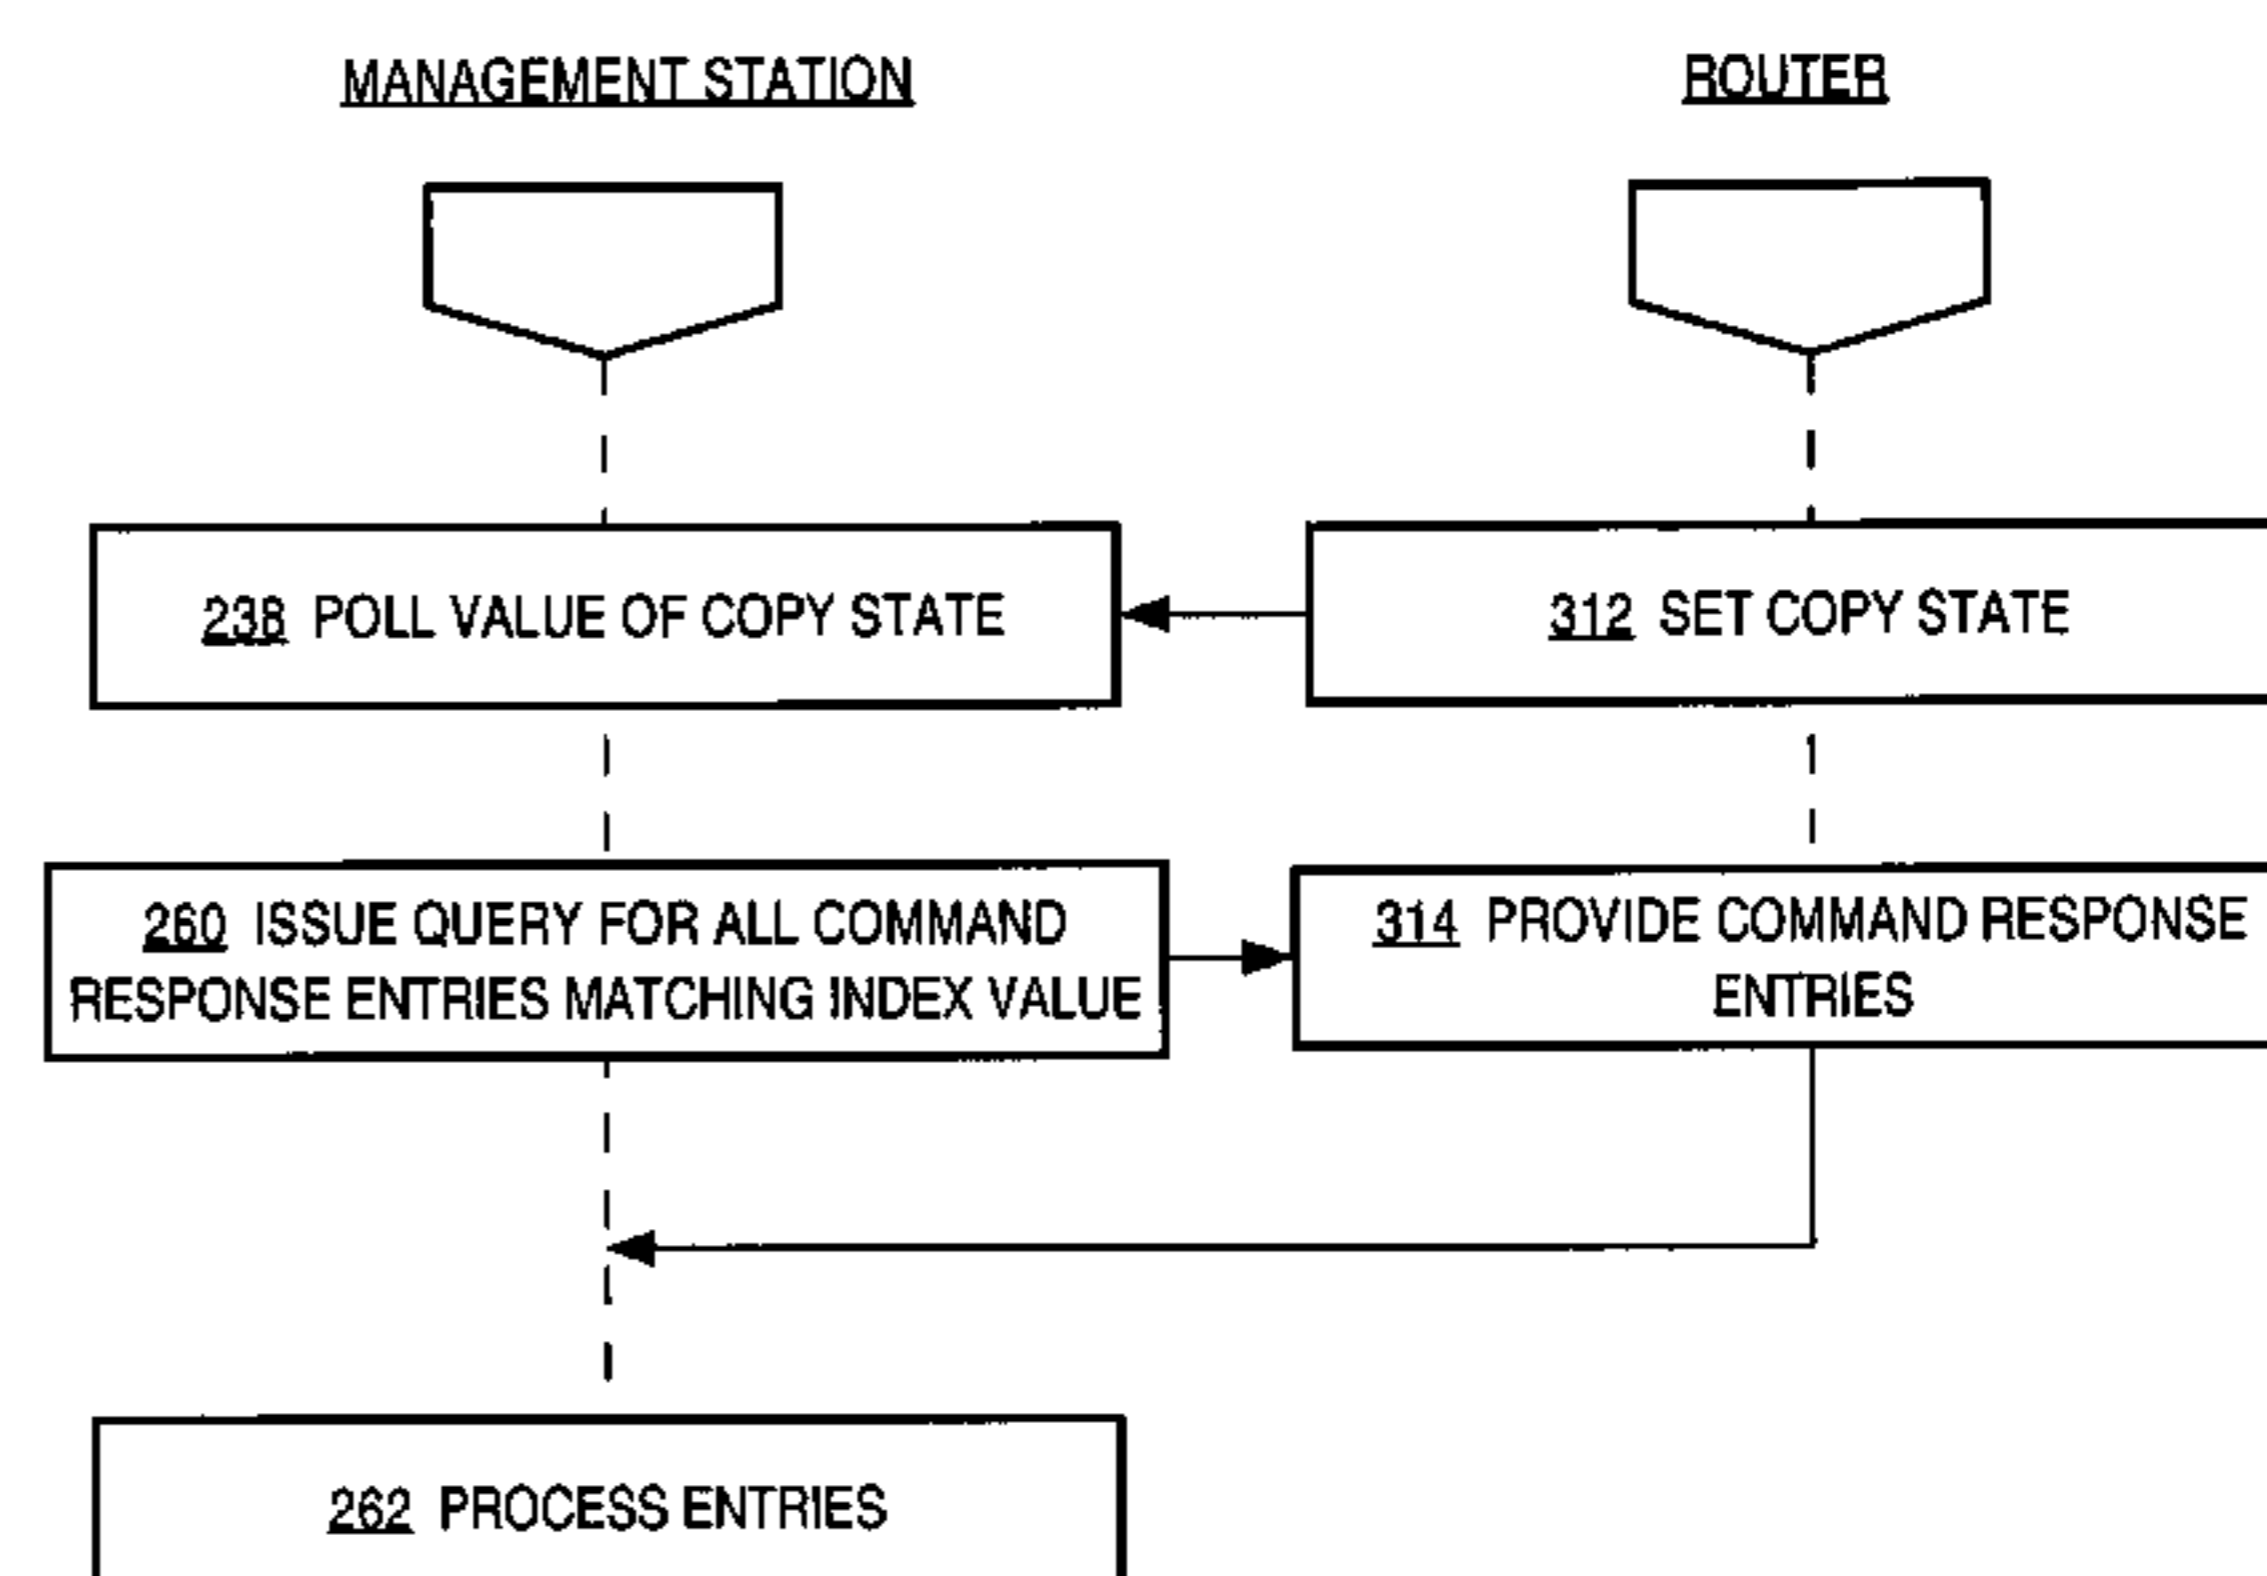 MANAGEMENT STATION
ROUTER
238 POLL VALUE OF COPY STATE
312 SET COPY STATE
260 ISSUE QUERY FOR ALL COMMAND
RESPONSE ENTRIES MATCHING INDEX VALUE
314 PROVIDE COMMAND RESPONSE
ENTRIES
262 PROCESS ENTRIES